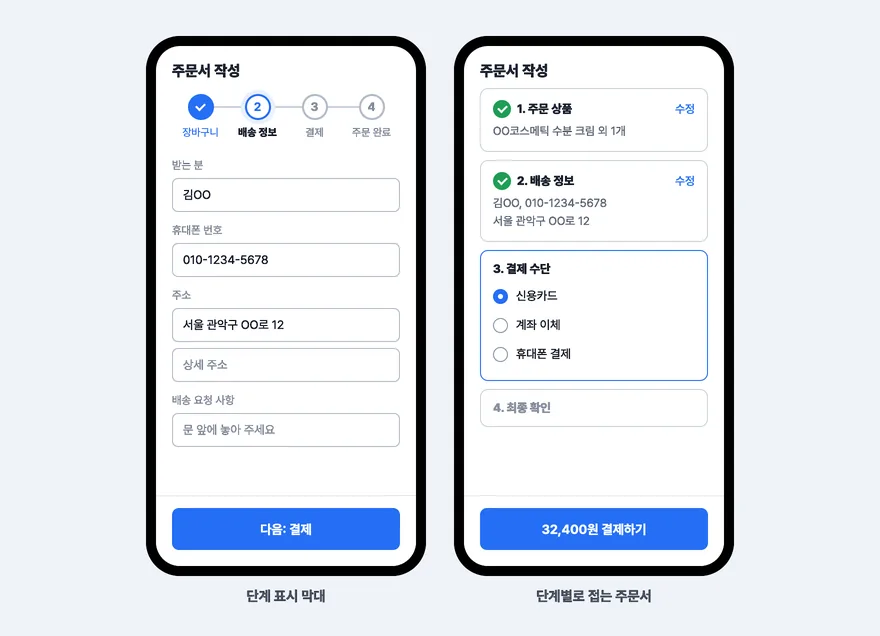 주문서 작성
2
3
4
장바구니
배송 정보
결제
주문 완료
받는 분
김OO
휴대폰 번호
010-1234-5678
주소
서울 관악구 OO로 12
상세 주소
배송 요청 사항
문 앞에 놓아 주세요
다음: 결제
단계 표시 막대
주문서 작성
1. 주문 상품
수정
OO코스메틱 수분 크림 외 1개
2. 배송 정보
수정
김OO, 010-1234-5678
서울 관악구 OO로 12
3. 결제 수단
신용카드
계좌 이체
휴대폰 결제
4. 최종 확인
32,400원 결제하기
단계별로 접는 주문서